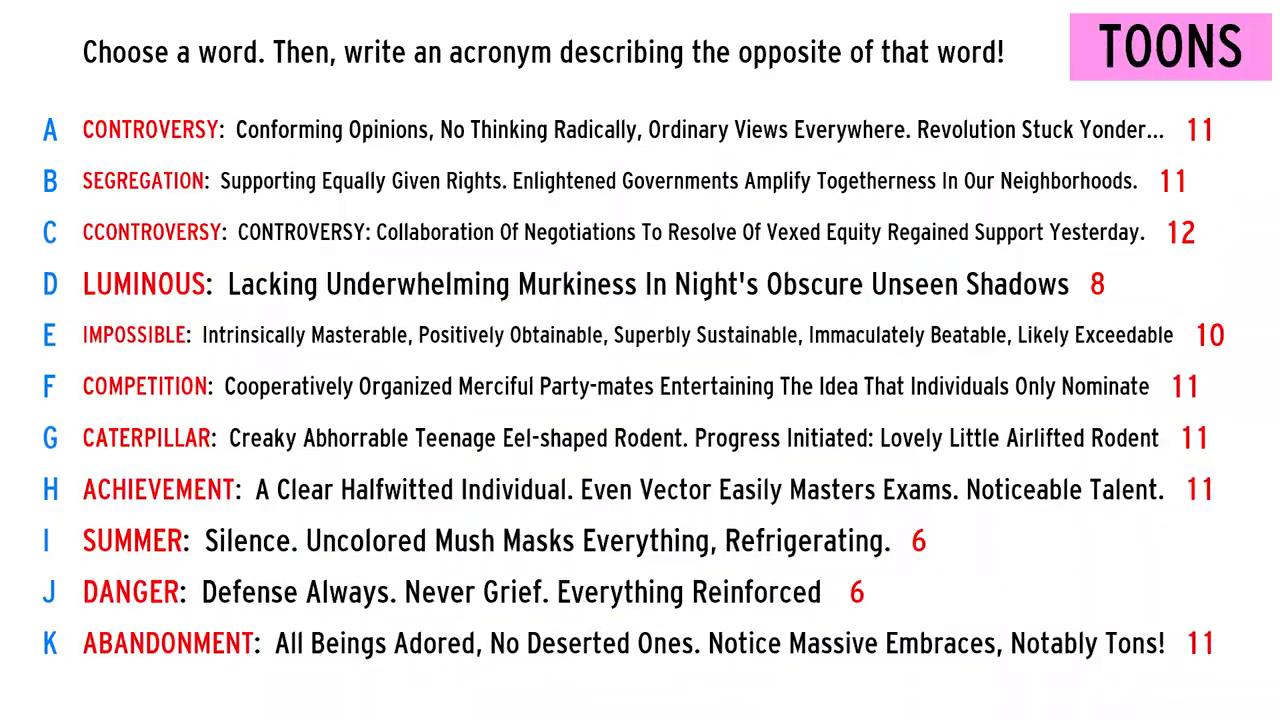 Choose a word. Then, write an acronym describing the opposite of that word!
TOONS
A CONTROVERSY: Conforming Opinions, No Thinking Radically, Ordinary Views Everywhere. Revolution Stuck Yonder... 11
B SEGREGATION: Supporting Equally Given Rights. Enlightened Governments Amplify Togetherness In Our Neighborhoods. 11
C CCONTROVERSY: CONTROVERSY: Collaboration Of Negotiations To Resolve Of Vexed Equity Regained Support Yesterday. 12
D LUMINOUS: Lacking Underwhelming Murkiness In Night's Obscure Unseen Shadows 8
E IMPOSSIBLE: Intrinsically Masterable, Positively Obtainable, Superbly Sustainable, Immaculately Beatable, Likely Exceedable 10
F COMPETITION: Cooperatively Organized Merciful Party-mates Entertaining The Idea That Individuals Only Nominate 11
G CATERPILLAR: Creaky Abhorrable Teenage Eel-shaped Rodent. Progress Initiated: Lovely Little Airlifted Rodent 11
H ACHIEVEMENT: A Clear Halfwitted Individual. Even Vector Easily Masters Exams. Noticeable Talent. 11
I SUMMER: Silence. Uncolored Mush Masks Everything, Refrigerating. 6
J DANGER: Defense Always. Never Grief. Everything Reinforced 6
K ABANDONMENT: All Beings Adored, No Deserted Ones. Notice Massive Embraces, Notably Tons! 11